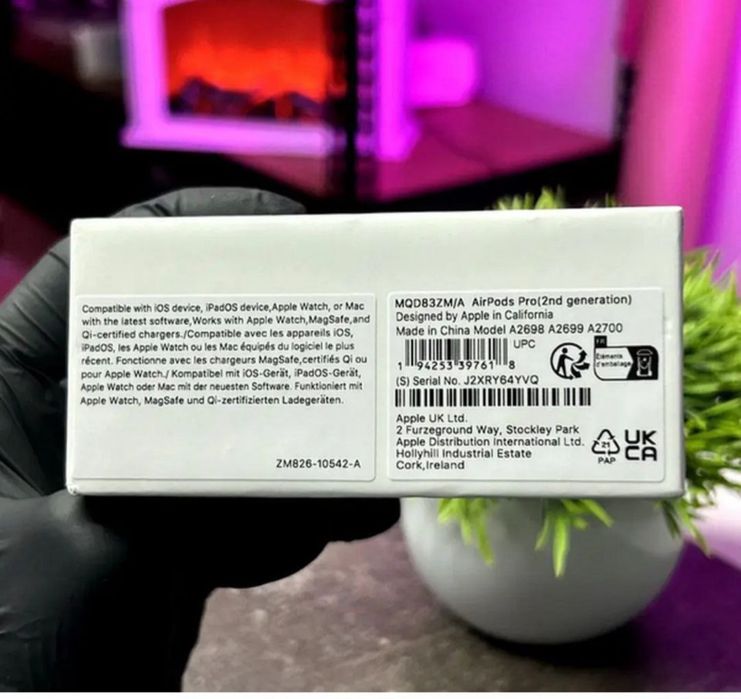 Compatible with iOS device, iPadOS device,Apple Watch, or Mac
with the latest software,Works with Apple Watch,MagSafe,and
Qi-certified chargers./Compatible avec les appareils iOS,
iPadOS, les Apple Watch ou les Mac équipés du logiciel le plus
récent. Fonctionne avec les chargeurs MagSafe,certifiés Qi ou
pour Apple Watch./ Kompatibel mit iOS-Gerät, iPadOS-Gerät,
Apple Watch oder Mac mit der neuesten Software. Funktioniert mit
Apple Watch, MagSafe und Qi-zertifizierten Ladegeräten.
ZM826-10542-A
MQD83ZM/A AirPods Pro(2nd generation)
Designed by Apple in California
Made in China Model A2698 A2699 A2700
UPC
1 94253 39761 8
FR
Éléments
d'emballage
(S) Serial No. J2XRY64YVQ
Apple UK Ltd.
2 Furzeground Way, Stockley Park
Apple Distribution International Ltd.
Hollyhill Industrial Estate
Cork,Ireland
21
PAP
UK
CA